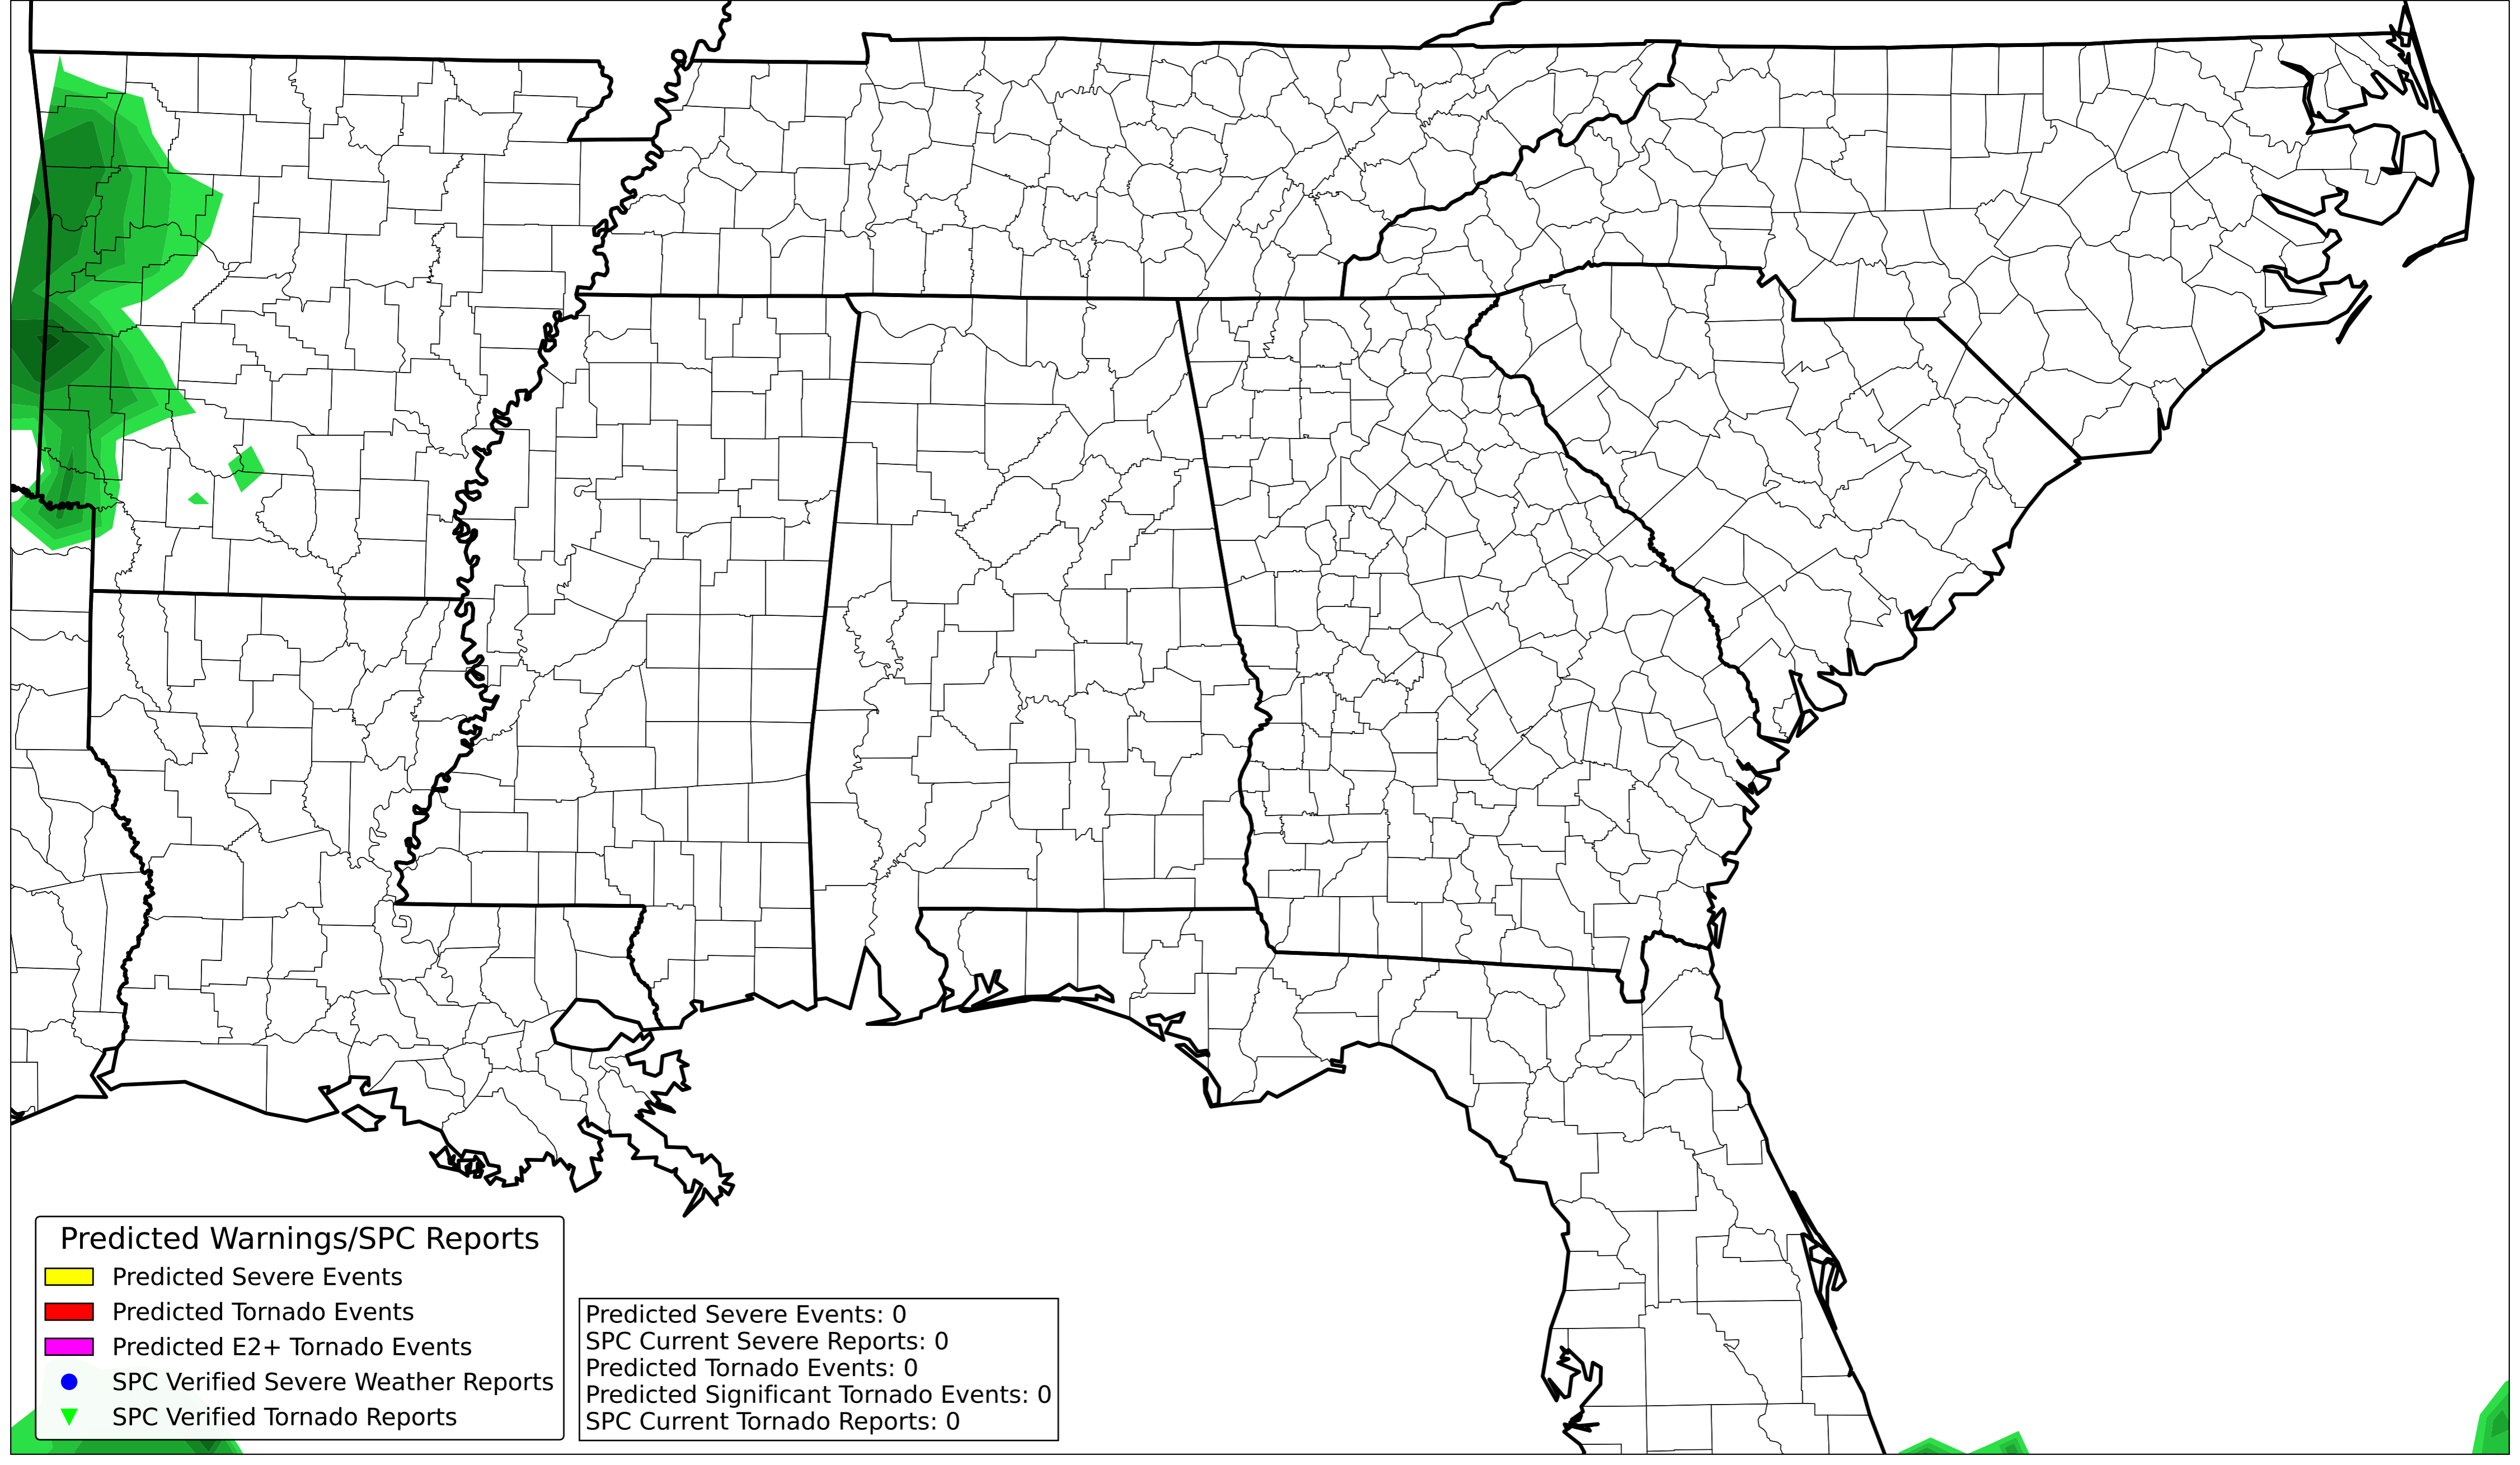 Predicted Warnings/SPC Reports
Predicted Severe Events
Predicted Tornado Events
Predicted E2+ Tornado Events
SPC Verified Severe Weather Reports
SPC Verified Tornado Reports
Predicted Severe Events: 0
SPC Current Severe Reports: 0
Predicted Tornado Events: 0
Predicted Significant Tornado Events: 0
SPC Current Tornado Reports: 0